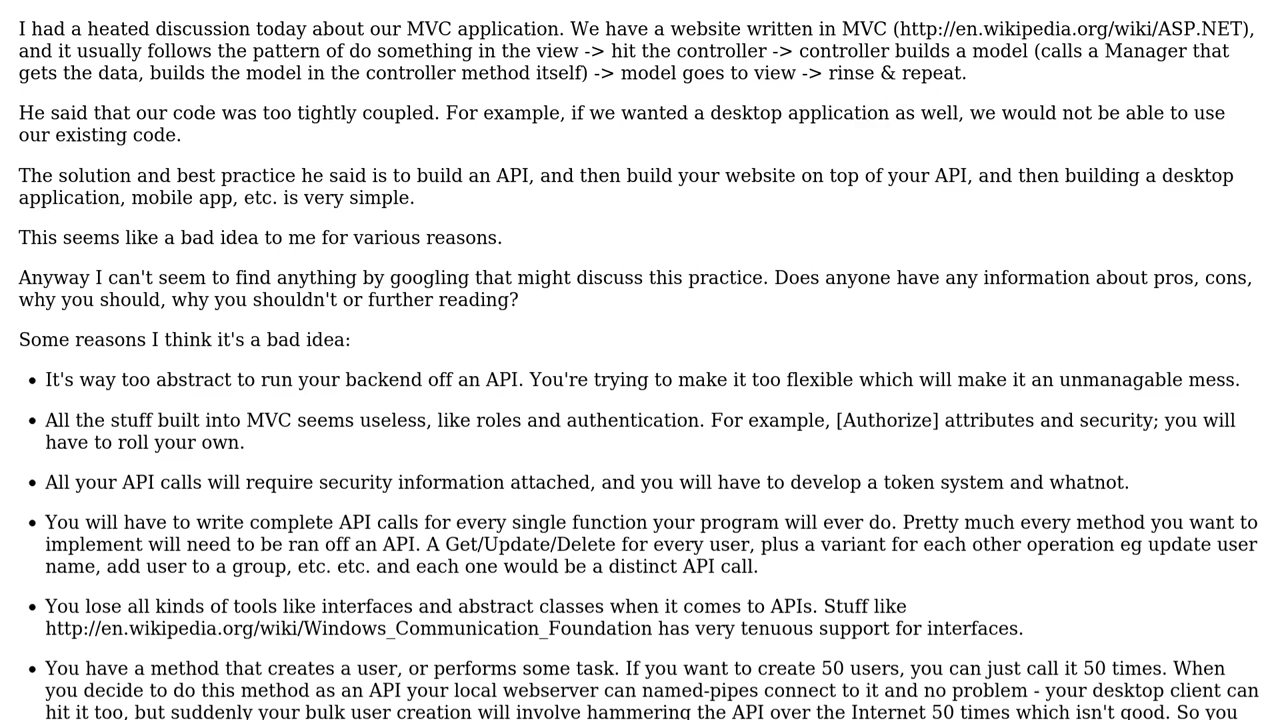 I had a heated discussion today about our MVC application. We have a website written in MVC (http://en.wikipedia.org/wiki/ASP.NET),
and it usually follows the pattern of do something in the view -> hit the controller -> controller builds a model (calls a Manager that
gets the data, builds the model in the controller method itself) -> model goes to view -> rinse & repeat.
He said that our code was too tightly coupled. For example, if we wanted a desktop application as well, we would not be able to use
our existing code.
The solution and best practice he said is to build an API, and then build your website on top of your API, and then building a desktop
application, mobile app, etc. is very simple.
This seems like a bad idea to me for various reasons.
Anyway I can't seem to find anything by googling that might discuss this practice. Does anyone have any information about pros, cons,
why you should, why you shouldn't or further reading?
Some reasons I think it's a bad idea:
• It's way too abstract to run your backend off an API. You're trying to make it too flexible which will make it an unmanagable mess.
• All the stuff built into MVC seems useless, like roles and authentication. For example, [Authorize] attributes and security; you will
have to roll your own.
• All your API calls will require security information attached, and you will have to develop a token system and whatnot.
• You will have to write complete API calls for every single function your program will ever do. Pretty much every method you want to
implement will need to be ran off an API. A Get/Update/Delete for every user, plus a variant for each other operation eg update user
name, add user to a group, etc. etc. and each one would be a distinct API call.
• You lose all kinds of tools like interfaces and abstract classes when it comes to APIs. Stuff like
http://en.wikipedia.org/wiki/Windows_Communication_Foundation has very tenuous support for interfaces.
• You have a method that creates a user, or performs some task. If you want to create 50 users, you can just call it 50 times. When
you decide to do this method as an API your local webserver can named-pipes connect to it and no problem - your desktop client can
hit it too, but suddenly your bulk user creation will involve hammering the API over the Internet 50 times which isn't good. So you